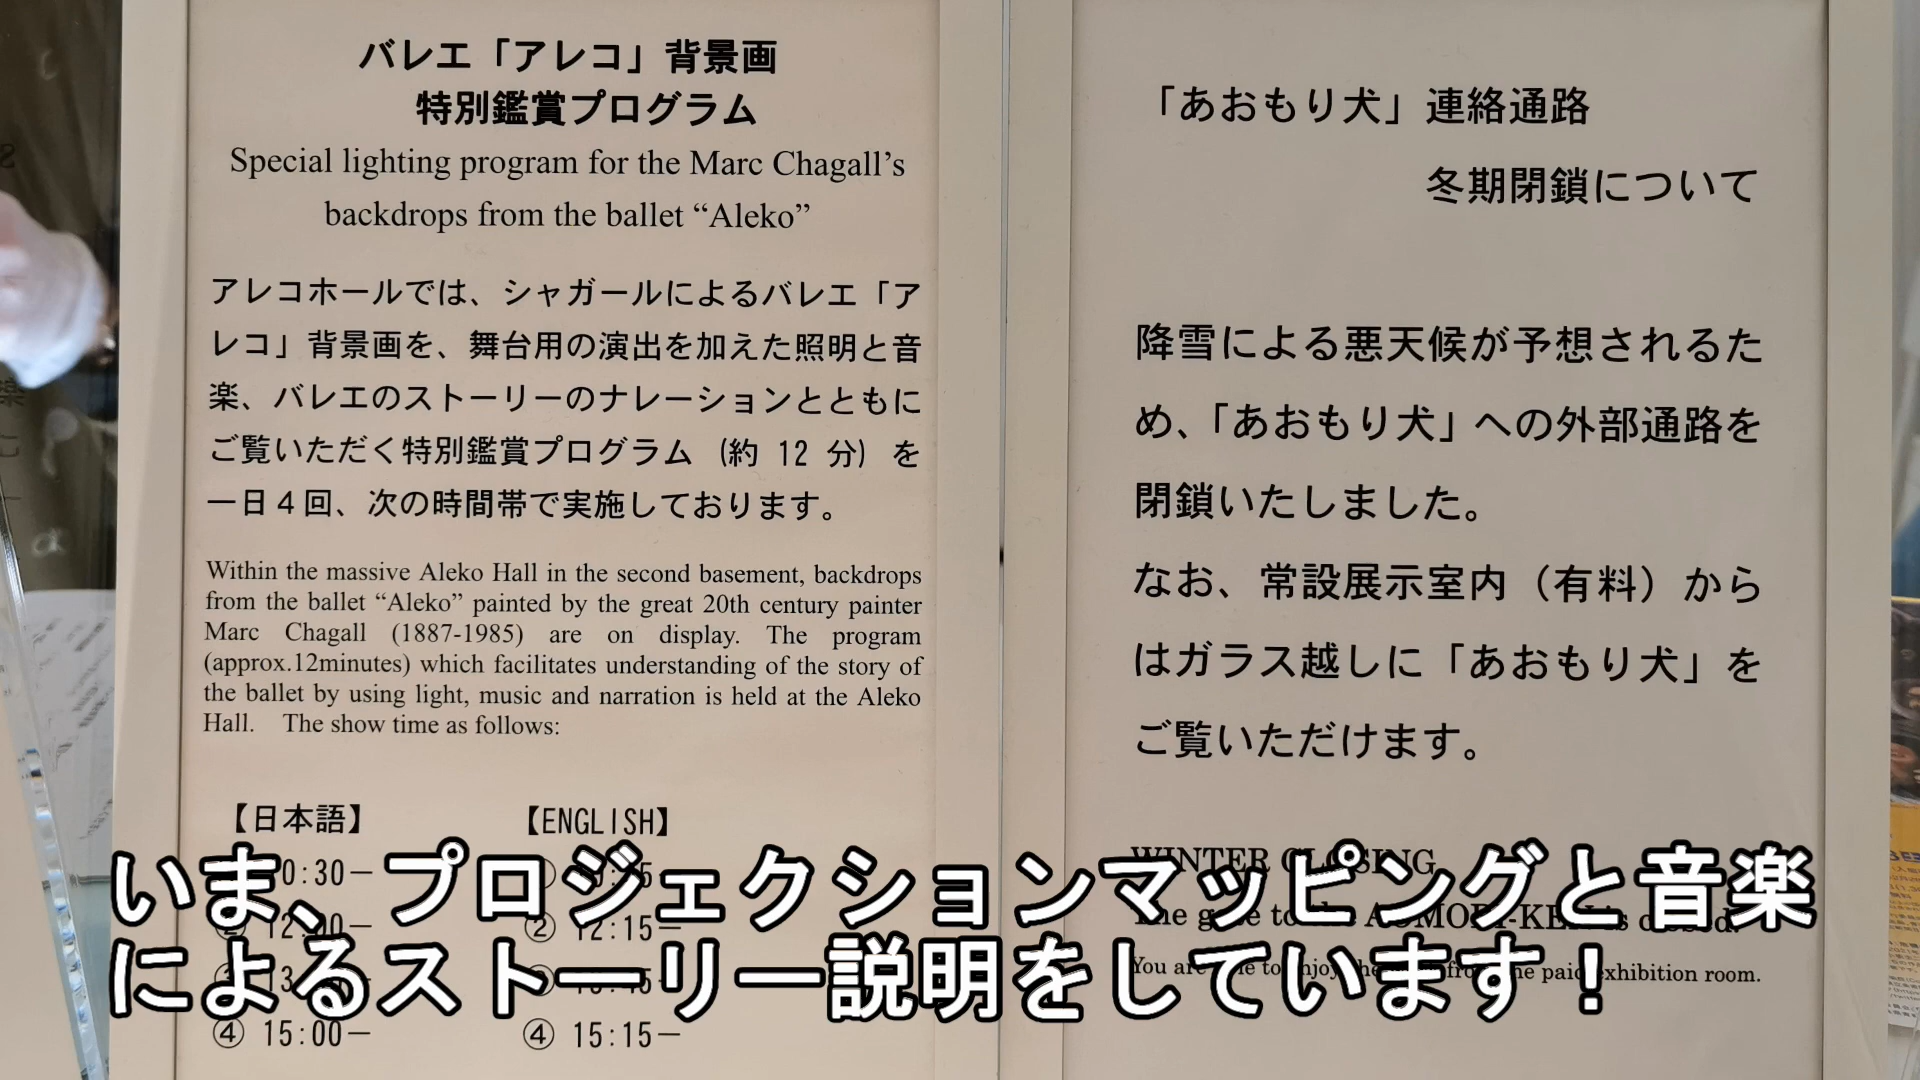 バレエ「アレコ」背景画
特別鑑賞プログラム
Special lighting program for the Marc Chagall’s
backdrops from the ballet “Aleko”
アレコホールでは、シャガールによるバレエ「ア
レコ」背景画を、舞台用の演出を加えた照明と音
楽、バレエのストーリーのナレーションとともに
ご覧いただく特別鑑賞プログラム (約 12 分) を
一日４回、次の時間帯で実施しております。
Within the massive Aleko Hall in the second basement, backdrops
from the ballet “Aleko” painted by the great 20th century painter
Marc Chagall (1887-1985) are on display. The program
(approx.12minutes) which facilitates understanding of the story of
the ballet by using light, music and narration is held at the Aleko
Hall. The show time as follows:
【日本語】
④ 15:00―
【ENGLISH】
② 12:15―
④ 15:15―
「あおもり犬」連絡通路
冬期閉鎖について
降雪による悪天候が予想されるた
め、「あおもり犬」への外部通路を
閉鎖いたしました。
なお、常設展示室内（有料）から
はガラス越しに「あおもり犬」を
ご覧いただけます。
WINTER CLOSING
paid exhibition room.
いま、プロジェクションマッピングと音楽
によるストーリー説明をしています！